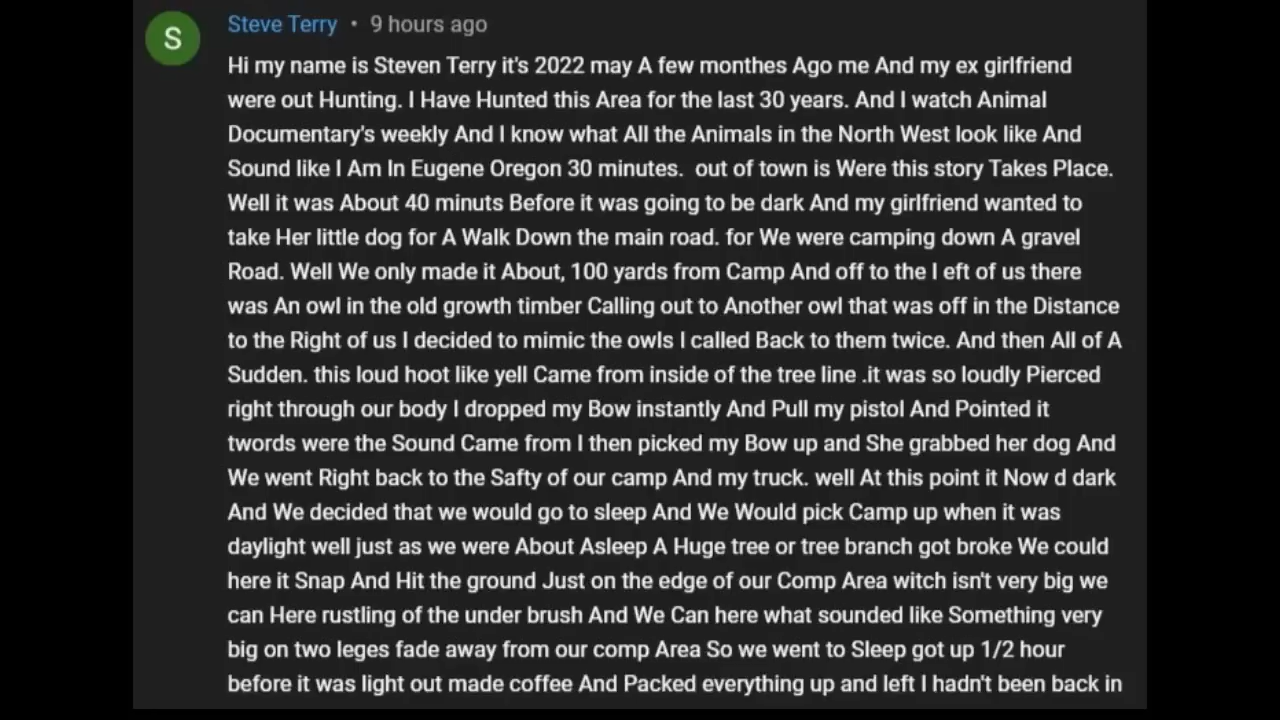 S
Steve Terry • 9 hours ago
Hi my name is Steven Terry it's 2022 may A few monthes Ago me And my ex girlfriend
were out Hunting. I Have Hunted this Area for the last 30 years. And I watch Animal
Documentary's weekly And I know what All the Animals in the North West look like And
Sound like I Am In Eugene Oregon 30 minutes.  out of town is Were this story Takes Place.
Well it was About 40 minuts Before it was going to be dark And my girlfriend wanted to
take Her little dog for A Walk Down the main road. for We were camping down A gravel
Road. Well We only made it About, 100 yards from Camp And off to the l eft of us there
was An owl in the old growth timber Calling out to Another owl that was off in the Distance
to the Right of us I decided to mimic the owls I called Back to them twice. And then All of A
Sudden. this loud hoot like yell Came from inside of the tree line .it was so loudly Pierced
right through our body I dropped my Bow instantly And Pull my pistol And Pointed it
twords were the Sound Came from I then picked my Bow up and She grabbed her dog And
We went Right back to the Safty of our camp And my truck. well At this point it Now d dark
And We decided that we would go to sleep And We Would pick Camp up when it was
daylight well just as we were About Asleep A Huge tree or tree branch got broke We could
here it Snap And Hit the ground Just on the edge of our Comp Area witch isn't very big we
can Here rustling of the under brush And We Can here what sounded like Something very
big on two leges fade away from our comp Area So we went to Sleep got up 1/2 hour
before it was light out made coffee And Packed everything up and left I hadn't been back in